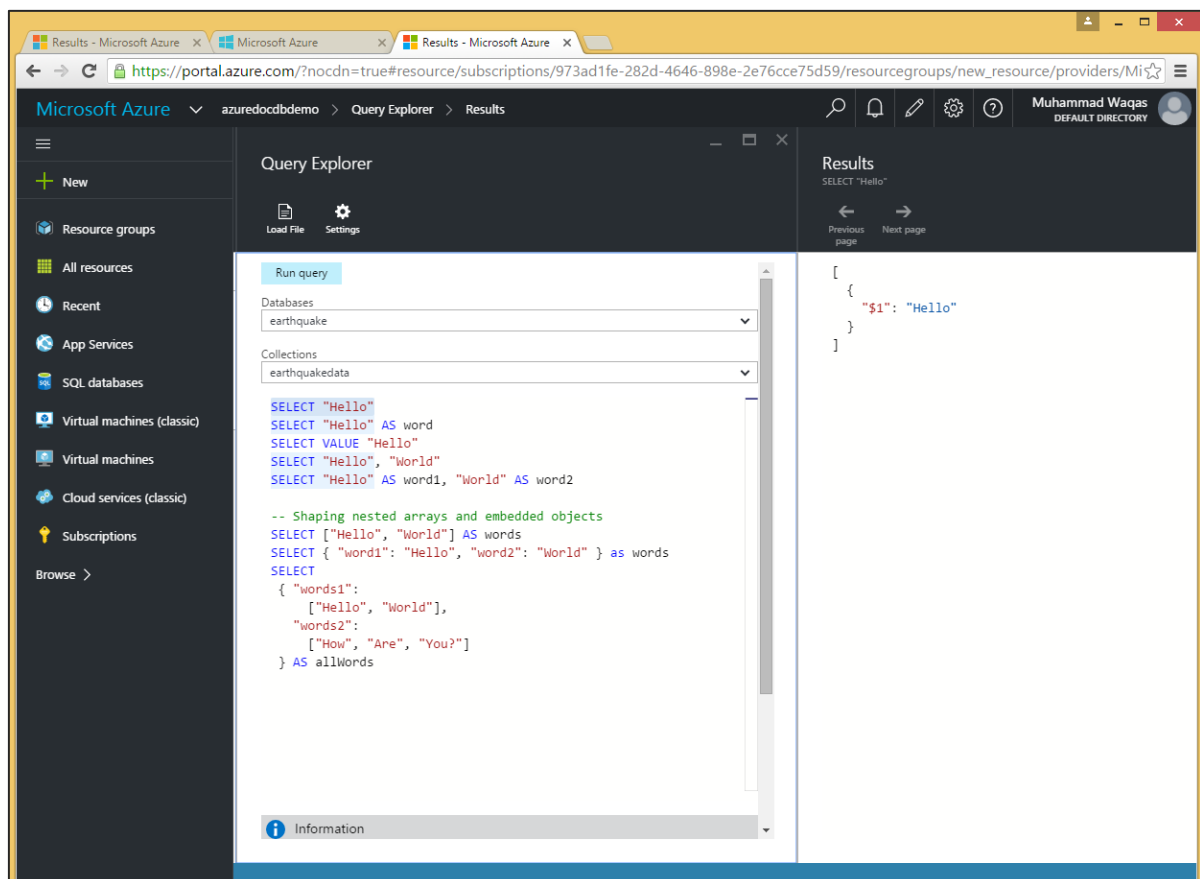 Results - Microsoft Azure
Microsoft Azure
Results - Microsoft Azure
https://portal.azure.com/?nocdn=true#resource/subscriptions/973ad1fe-282d-4646-898e-2e76cce75d59/resourcegroups/new_resource/providers/Mi
Microsoft Azure azuredocdbdemo > Query Explorer > Results
Muhammad Waqas
DEFAULT DIRECTORY
New
Resource groups
All resources
Recent
App Services
SQL databases
Virtual machines (classic)
Virtual machines
Cloud services (classic)
Subscriptions
Browse >
Query Explorer
Load File Settings
Run query
Databases
earthquake
Collections
earthquakedata
SELECT "Hello"
SELECT "Hello" AS word
SELECT VALUE "Hello"
SELECT "Hello", "World"
SELECT "Hello" AS word1, "World" AS word2
-- Shaping nested arrays and embedded objects
SELECT ["Hello", "World"] AS words
SELECT { "word1": "Hello", "word2": "World" } as words
SELECT
{ "words1":
["Hello", "World"],
"words2":
["How", "Are", "You?"]
} AS allWords
Information
Results
SELECT "Hello"
Previous page
Next page
[
{
"$1": "Hello"
}
]